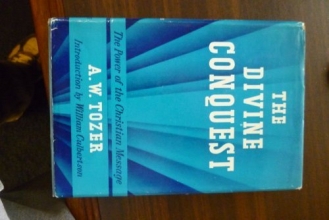 THE
DIVINE
CONQUEST
The Power of the Christian Message
A.W. TOZER
Introduction by William Culbertson